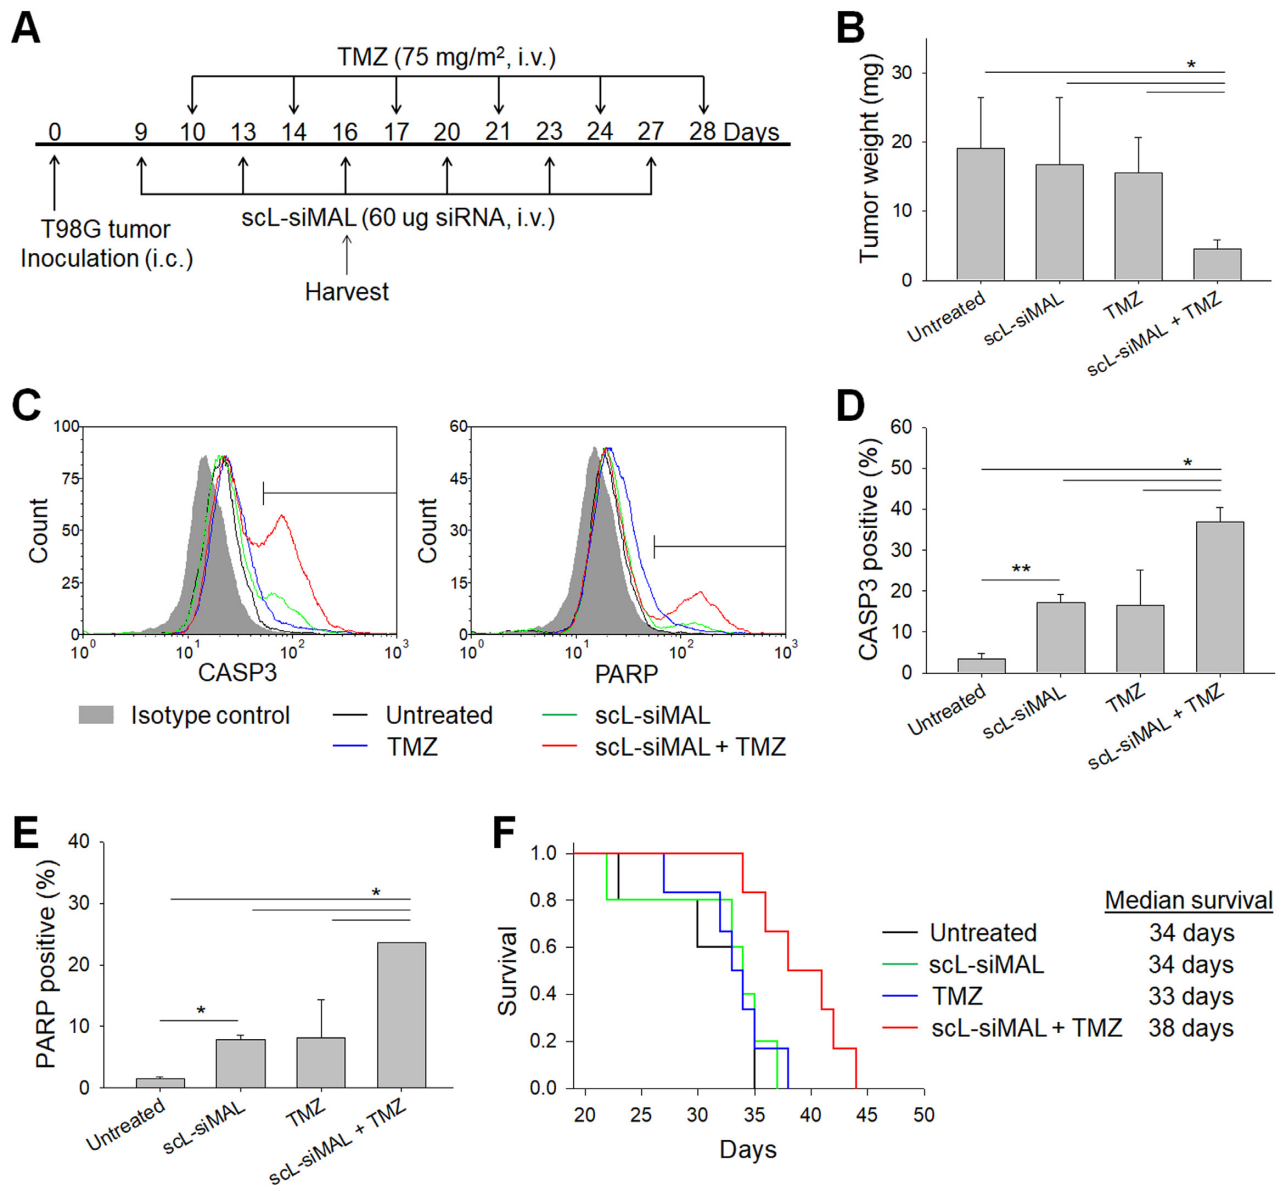 A
TMZ (75 mg/m², i.v.)
0 9 10 13 14 16 17 20 21 23 24 27 28 Days
scL-siMAL (60 ug siRNA, i.v.)
T98G tumor
Inoculation (i.c.)
Harvest
B
Tumor weight (mg)
30
20
10
0
*
Untreated
scL-siMAL
TMZ
scL-siMAL + TMZ
C
Count
100
75
50
25
0
10⁰ 10¹ 10² 10³
CASP3
Count
60
45
30
15
0
10⁰ 10¹ 10² 10³
PARP
Isotype control
Untreated
scL-siMAL
TMZ
scL-siMAL + TMZ
D
CASP3 positive (%)
60
50
40
30
20
10
0
*
**
Untreated
scL-siMAL
TMZ
scL-siMAL + TMZ
E
PARP positive (%)
40
30
20
10
0
*
*
Untreated
scL-siMAL
TMZ
scL-siMAL + TMZ
F
Survival
1.0
0.8
0.6
0.4
0.2
0.0
20 25 30 35 40 45 50
Days
Median survival
Untreated 34 days
scL-siMAL 34 days
TMZ 33 days
scL-siMAL + TMZ 38 days